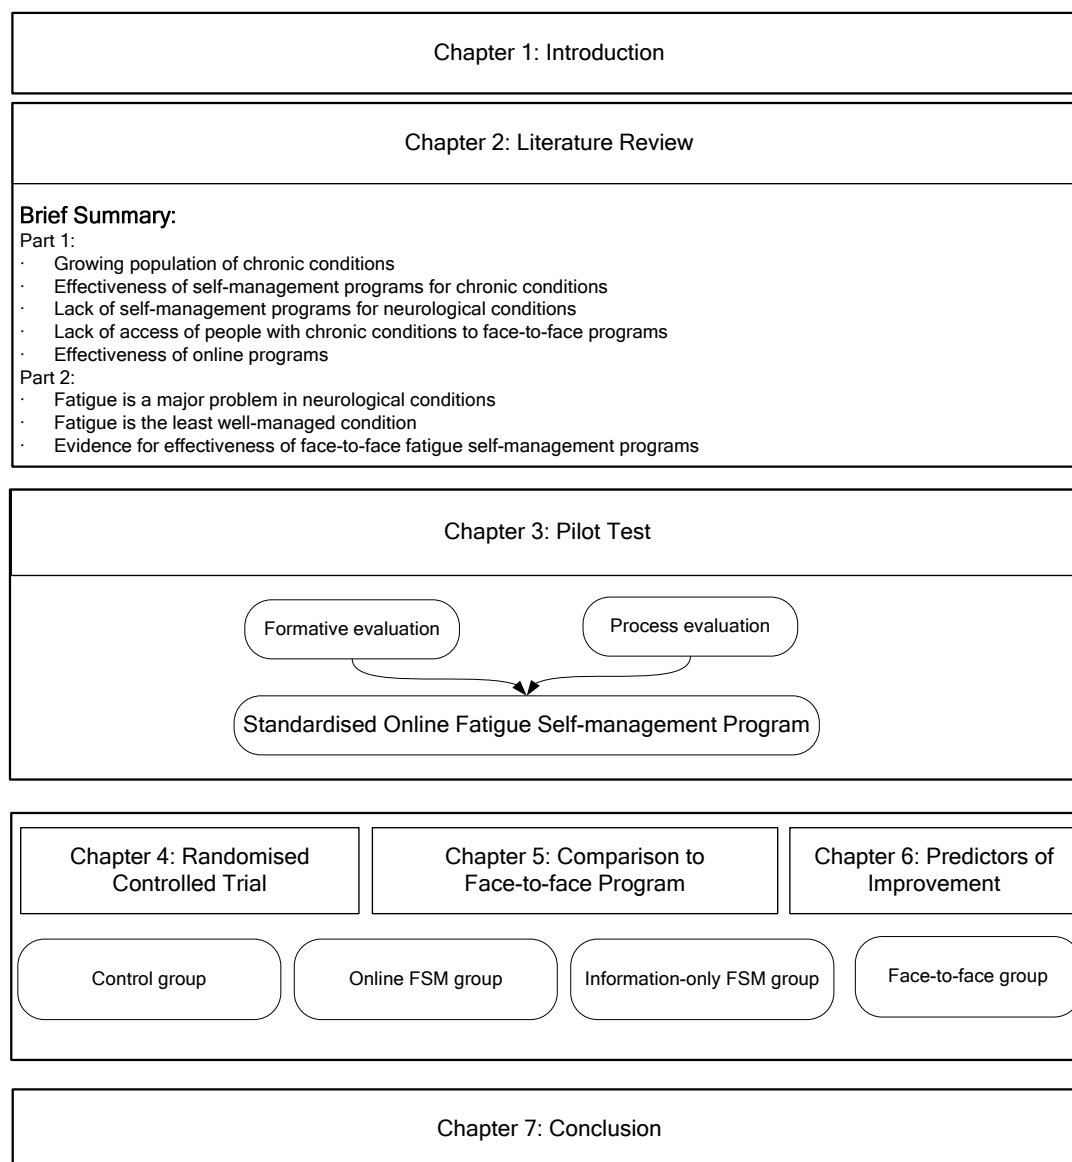 Chapter 1: Introduction
Chapter 2: Literature Review
Brief Summary:
Part 1:
· Growing population of chronic conditions
· Effectiveness of self-management programs for chronic conditions
· Lack of self-management programs for neurological conditions
· Lack of access of people with chronic conditions to face-to-face programs
· Effectiveness of online programs
Part 2:
· Fatigue is a major problem in neurological conditions
· Fatigue is the least well-managed condition
· Evidence for effectiveness of face-to-face fatigue self-management programs
Chapter 3: Pilot Test
Formative evaluation
Process evaluation
Standardised Online Fatigue Self-management Program
Chapter 4: Randomised
Controlled Trial
Chapter 5: Comparison to
Face-to-face Program
Chapter 6: Predictors of
Improvement
Control group
Online FSM group
Information-only FSM group
Face-to-face group
Chapter 7: Conclusion